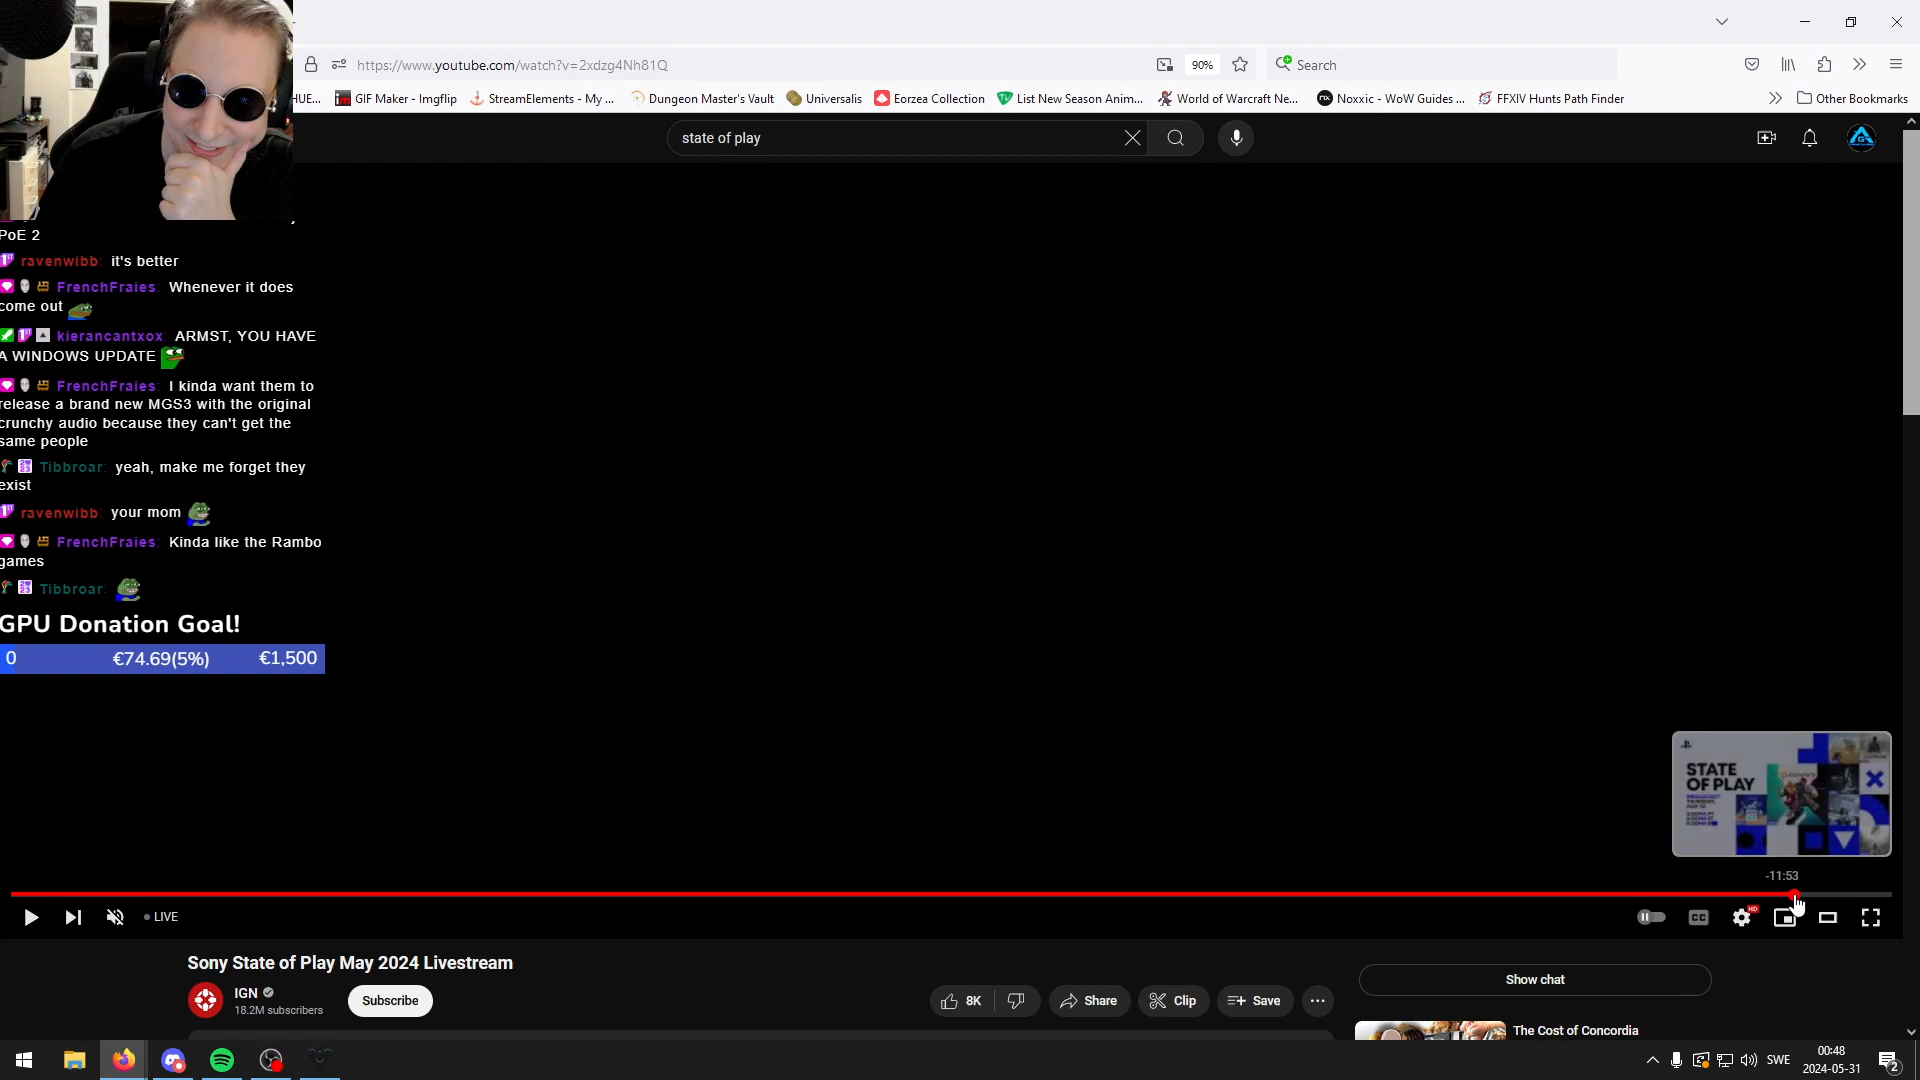 https://www.youtube.com/watch?v=2xdzg4Nh81Q
90%
Search
HUE...
GIF Maker - Imgflip
StreamElements - My ...
Dungeon Master's Vault
Universalis
Eorzea Collection
List New Season Anim...
World of Warcraft Ne...
Noxxic - WoW Guides ...
FFXIV Hunts Path Finder
Other Bookmarks
state of play
PoE 2
ravenwibb: it's better
FrenchFraies: Whenever it does
come out
kierancantxox: ARMST, YOU HAVE
A WINDOWS UPDATE
FrenchFraies: I kinda want them to
release a brand new MGS3 with the original
crunchy audio because they can't get the
same people
Tibbroar: yeah, make me forget they
exist
ravenwibb: your mom
FrenchFraies: Kinda like the Rambo
games
Tibbroar:
GPU Donation Goal!
0 €74.69(5%) €1,500
STATE
OF PLAY
-11:53
LIVE
CC
HD
Sony State of Play May 2024 Livestream
IGN
18.2M subscribers
Subscribe
8K
Share
Clip
Save
Show chat
The Cost of Concordia
SWE
00:48
2024-05-31
2